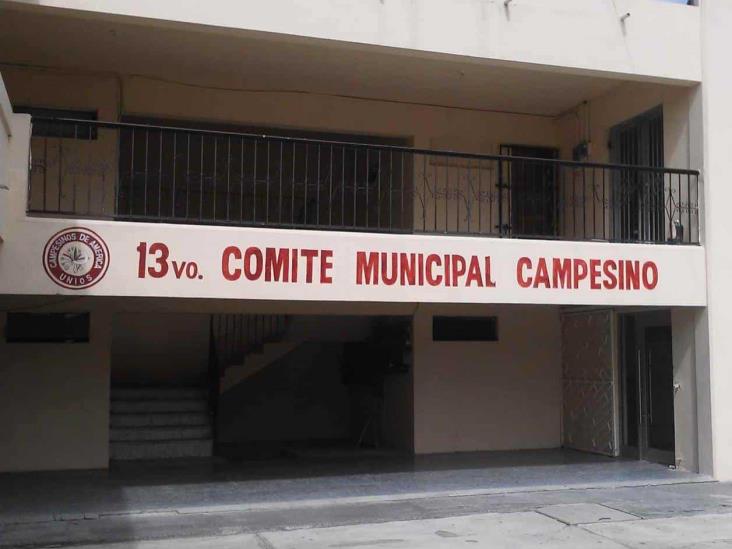 CAMPESINOS DE AMERICA
UNIOS
13vo. COMITE MUNICIPAL CAMPESINO